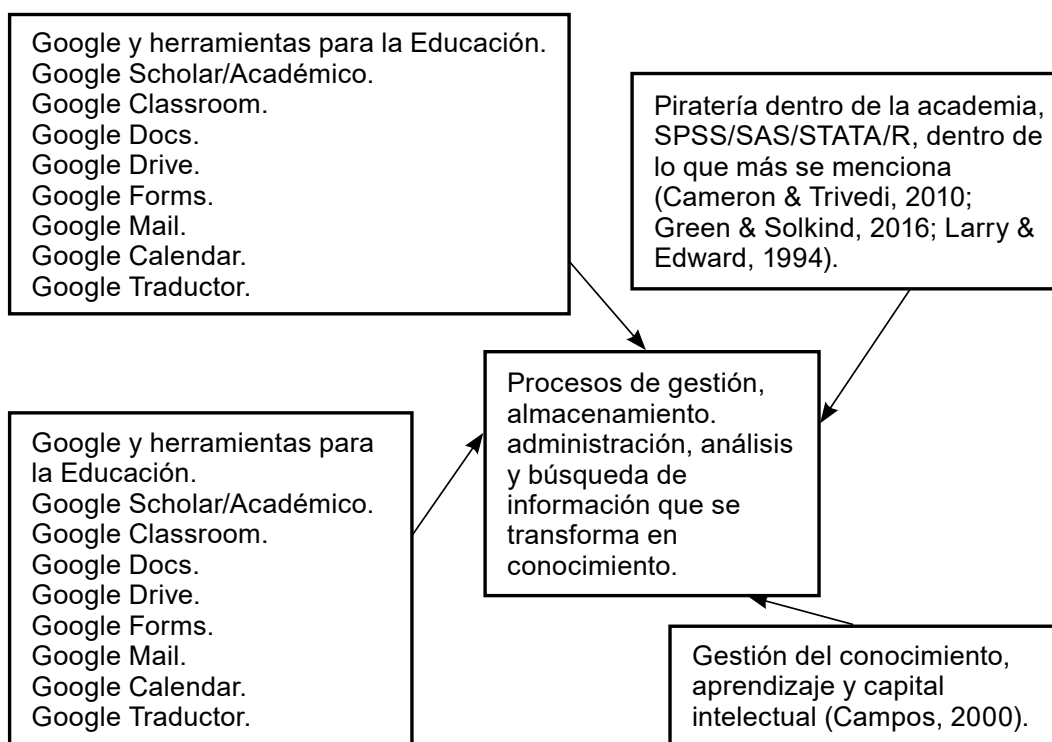 Google y herramientas para la Educación.
Google Scholar/Académico.
Google Classroom.
Google Docs.
Google Drive.
Google Forms.
Google Mail.
Google Calendar.
Google Traductor.
Piratería dentro de la academia,
SPSS/SAS/STATA/R, dentro de
lo que más se menciona
(Cameron & Trivedi, 2010;
Green & Solkind, 2016; Larry &
Edward, 1994).
Procesos de gestión,
almacenamiento.
administración, análisis
y búsqueda de
información que se
transforma en
conocimiento.
Google y herramientas para
la Educación.
Google Scholar/Académico.
Google Classroom.
Google Docs.
Google Drive.
Google Forms.
Google Mail.
Google Calendar.
Google Traductor.
Gestión del conocimiento,
aprendizaje y capital
intelectual (Campos, 2000).